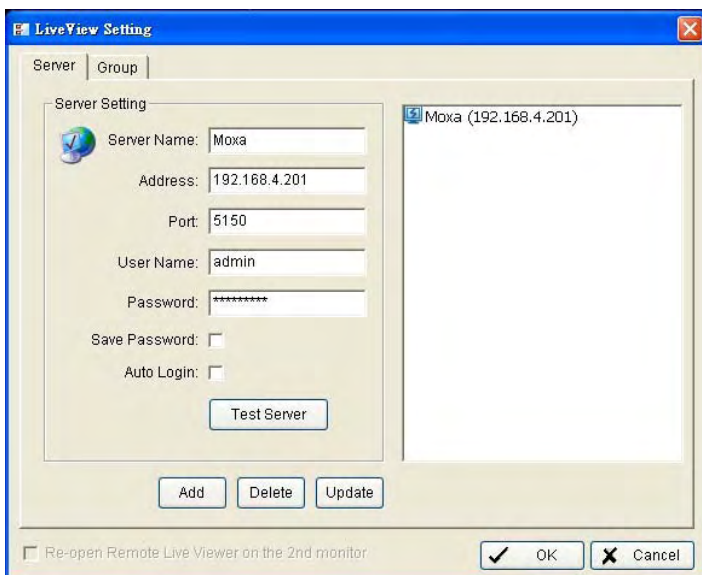 LiveView Setting
Server
Group
Server Setting
Server Name: Moxa
Address: 192.168.4.201
Port: 5150
User Name: admin
Password: *********
Save Password:
Auto Login:
Test Server
Add
Delete
Update
Moxa (192.168.4.201)
Re-open Remote Live Viewer on the 2nd monitor
OK
Cancel